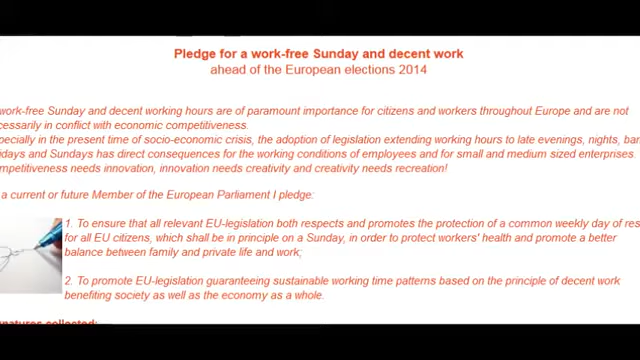 Pledge for a work-free Sunday and decent work
ahead of the European elections 2014
work-free Sunday and decent working hours are of paramount importance for citizens and workers throughout Europe and are not
cessarily in conflict with economic competitiveness.
pecially in the present time of socio-economic crisis, the adoption of legislation extending working hours to late evenings, nights, ban
idays and Sundays has direct consequences for the working conditions of employees and for small and medium sized enterprises.
mpetitiveness needs innovation, innovation needs creativity and creativity needs recreation!
a current or future Member of the European Parliament I pledge:
1. To ensure that all relevant EU-legislation both respects and promotes the protection of a common weekly day of res
for all EU citizens, which shall be in principle on a Sunday, in order to protect workers' health and promote a better
balance between family and private life and work;
2. To promote EU-legislation guaranteeing sustainable working time patterns based on the principle of decent work
benefiting society as well as the economy as a whole.
gnatures collected: